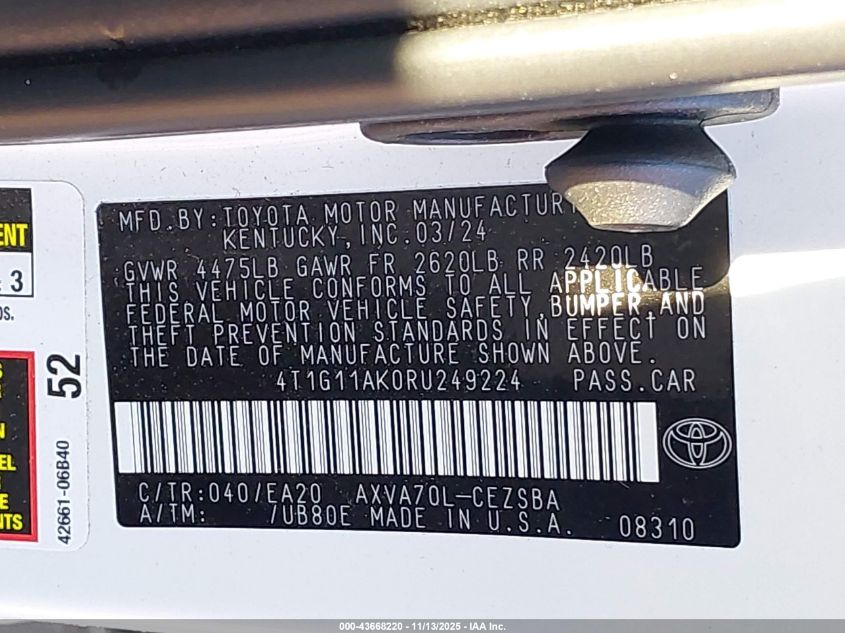 MFD. BY: TOYOTA MOTOR
KENTUCKY, INC. 03/24
GVWR 4475LB GAWR FR 2620LB RR 2420LB
THIS VEHICLE CONFORMS TO ALL APPLICABLE
FEDERAL MOTOR VEHICLE SAFETY, BUMPER, AND
THEFT PREVENTION STANDARDS IN EFFECT ON
THE DATE OF MANUFACTURE SHOWN ABOVE.
4T1G11AK0RU249224 PASS. CAR
C/TR: 040/EA20 AXVA70L-CEZSBA
A/TM: /UB80E MADE IN U.S.A. 08310
3
52
42661-06B40
000-43668220 - 11/13/2025 - IAA Inc.